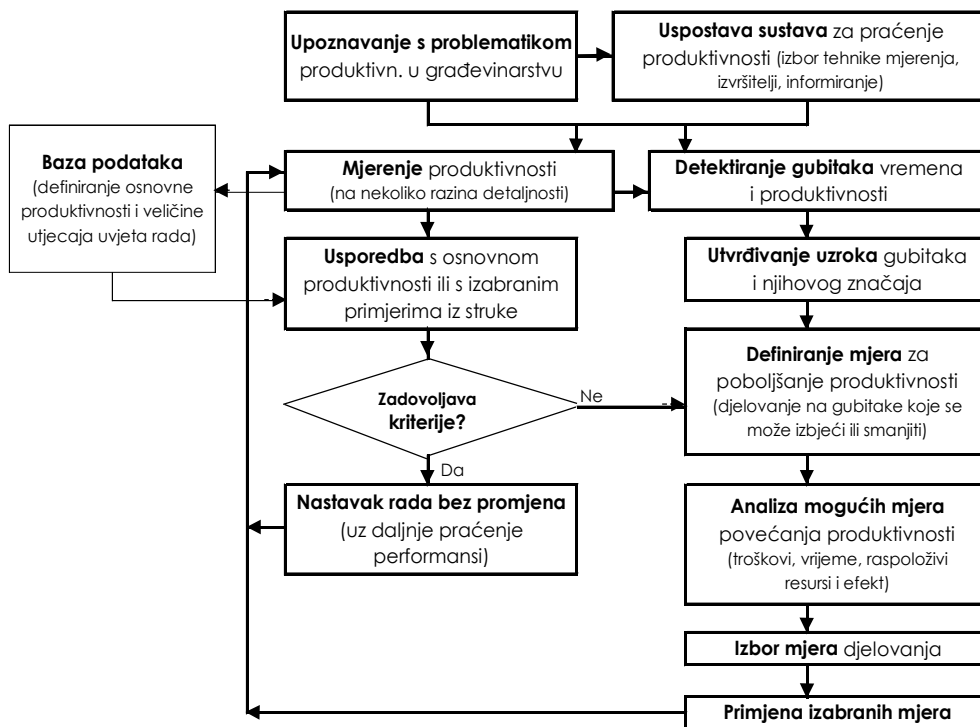 Upoznavanje s problematikom
produktivn. u građevinarstvu
Uspostava sustava za praćenje
produktivnosti (izbor tehnike mjerenja,
izvršitelji, informiranje)
Baza podataka
(definiranje osnovne
produktivnosti i veličine
utjecaja uvjeta rada)
Mjerenje produktivnosti
(na nekoliko razina detaljnosti)
Detektiranje gubitaka vremena
i produktivnosti
Usporedba s osnovnom
produktivnosti ili s izabranim
primjerima iz struke
Utvrđivanje uzroka gubitaka
i njihovog značaja
Zadovoljava
kriterije?
Ne
Da
Definiranje mjera za
poboljšanje produktivnosti
(djelovanje na gubitake koje se
može izbjeći ili smanjiti)
Nastavak rada bez promjena
(uz daljnje praćenje
performansi)
Analiza mogućih mjera
povećanja produktivnosti
(troškovi, vrijeme, raspoloživi
resursi i efekt)
Izbor mjera djelovanja
Primjena izabranih mjera